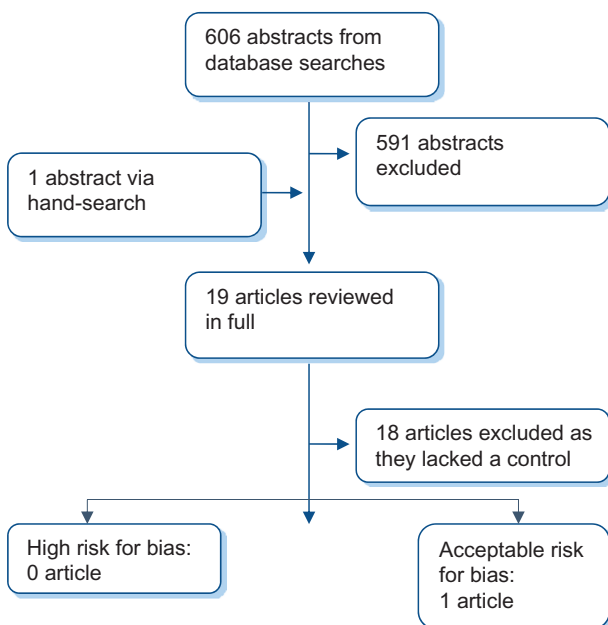 606 abstracts from
database searches
591 abstracts
excluded
1 abstract via
hand-search
19 articles reviewed
in full
18 articles excluded as
they lacked a control
High risk for bias:
0 article
Acceptable risk
for bias:
1 article